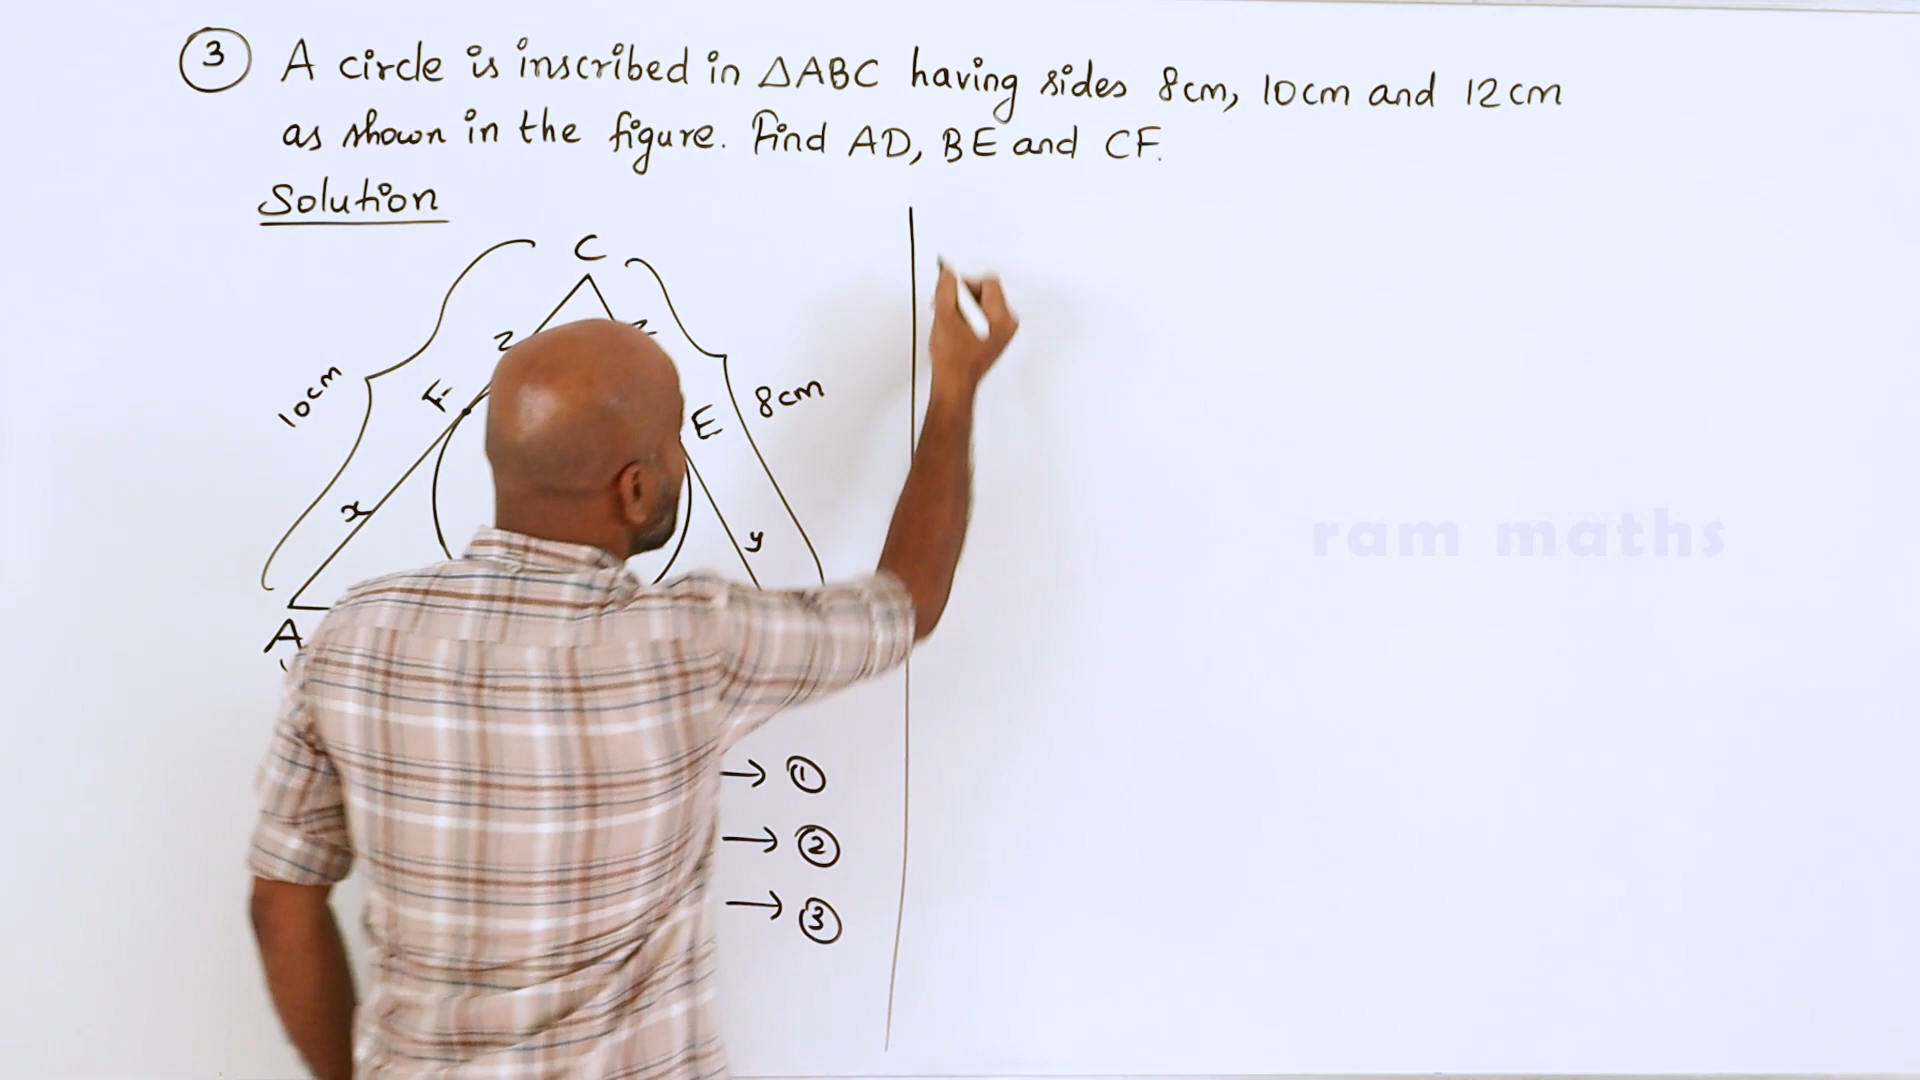 3 A circle is inscribed in △ABC having sides 8cm, 10cm and 12cm
as shown in the figure. Find AD, BE and CF.
Solution
C
z z
10cm F E 8cm
x y
A
→ 1
→ 2
→ 3
ram maths